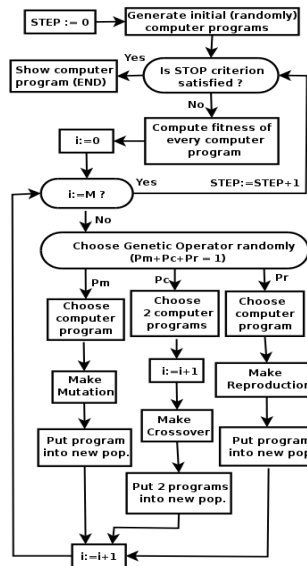 STEP := 0
Generate initial (randomly)
computer programs
Yes
Is STOP criterion
satisfied ?
Show computer
program (END)
No
i:=0
Compute fitness of
every computer
program
i:=M ?
Yes
STEP:=STEP+1
No
Choose Genetic Operator randomly
(Pm+Pc+Pr = 1)
Pm
Pc
Pr
Choose
computer
program
Choose
2 computer
programs
Choose
computer
program
i:=i+1
Make
Mutation
Make
Reproduction
Make
Crossover
Put program
into new pop.
Put program
into new pop.
Put 2 programs
into new pop.
i:=i+1